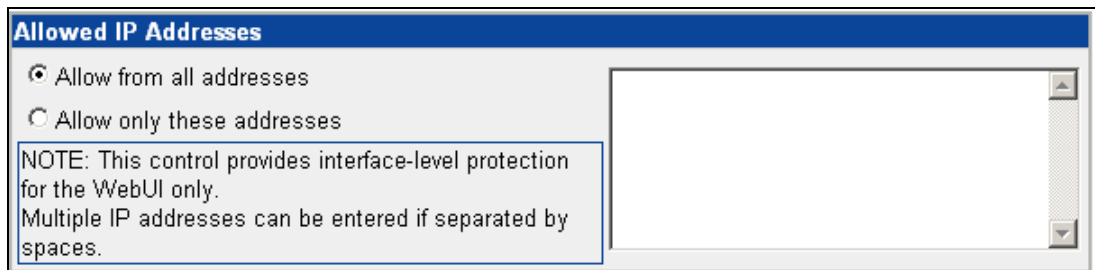 Allowed IP Addresses
Allow from all addresses
Allow only these addresses
NOTE: This control provides interface-level protection
for the WebUI only.
Multiple IP addresses can be entered if separated by
spaces.